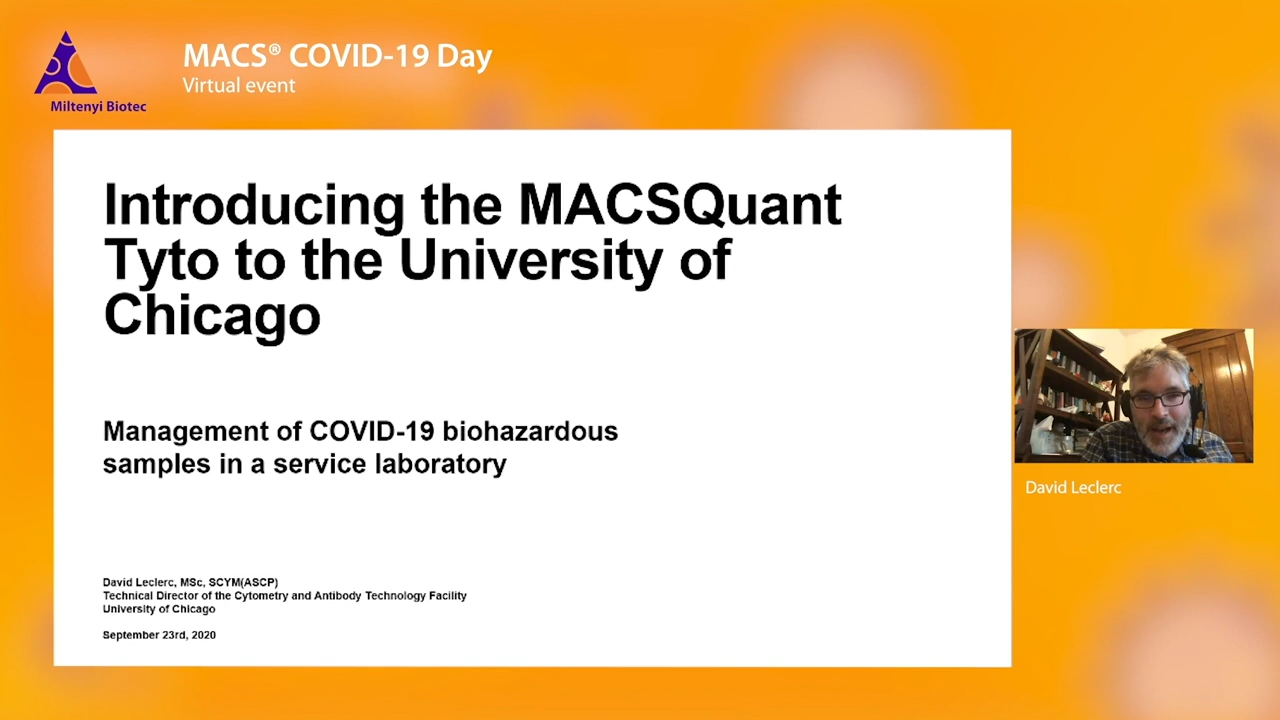 MACS® COVID-19 Day
Virtual event
Miltenyi Biotec
Introducing the MACSQuant
Tyto to the University of
Chicago
Management of COVID-19 biohazardous
samples in a service laboratory
David Leclerc, MSc, SCYM(ASCP)
Technical Director of the Cytometry and Antibody Technology Facility
University of Chicago
September 23rd, 2020
David Leclerc